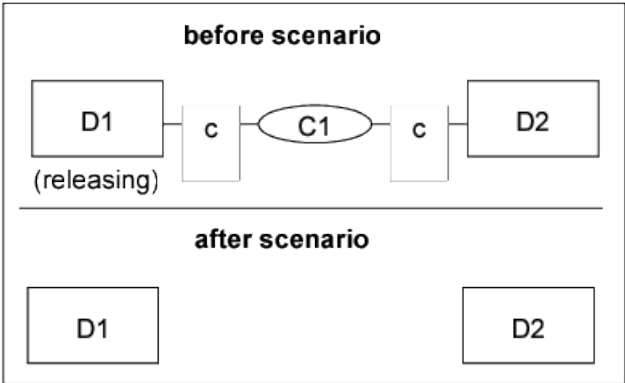 before scenario
D1 c C1 c D2
(releasing)
after scenario
D1 D2